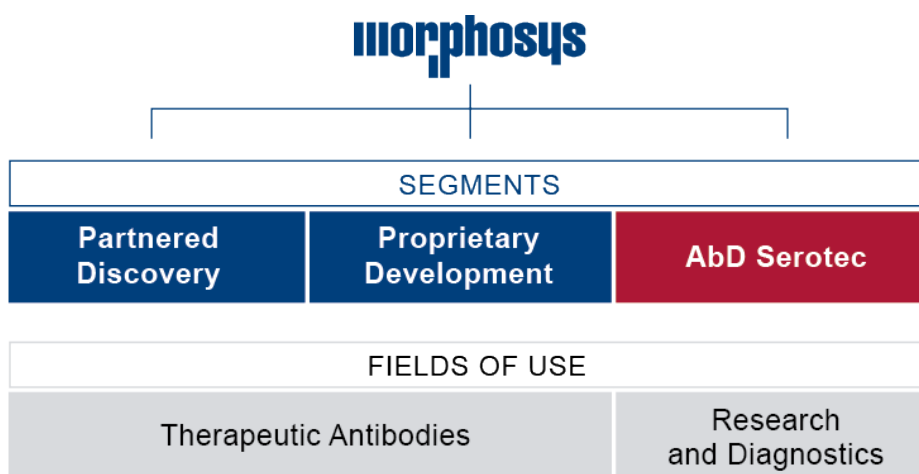 morphosys
SEGMENTS
Partnered
Discovery
Proprietary
Development
AbD Serotec
FIELDS OF USE
Therapeutic Antibodies
Research
and Diagnostics